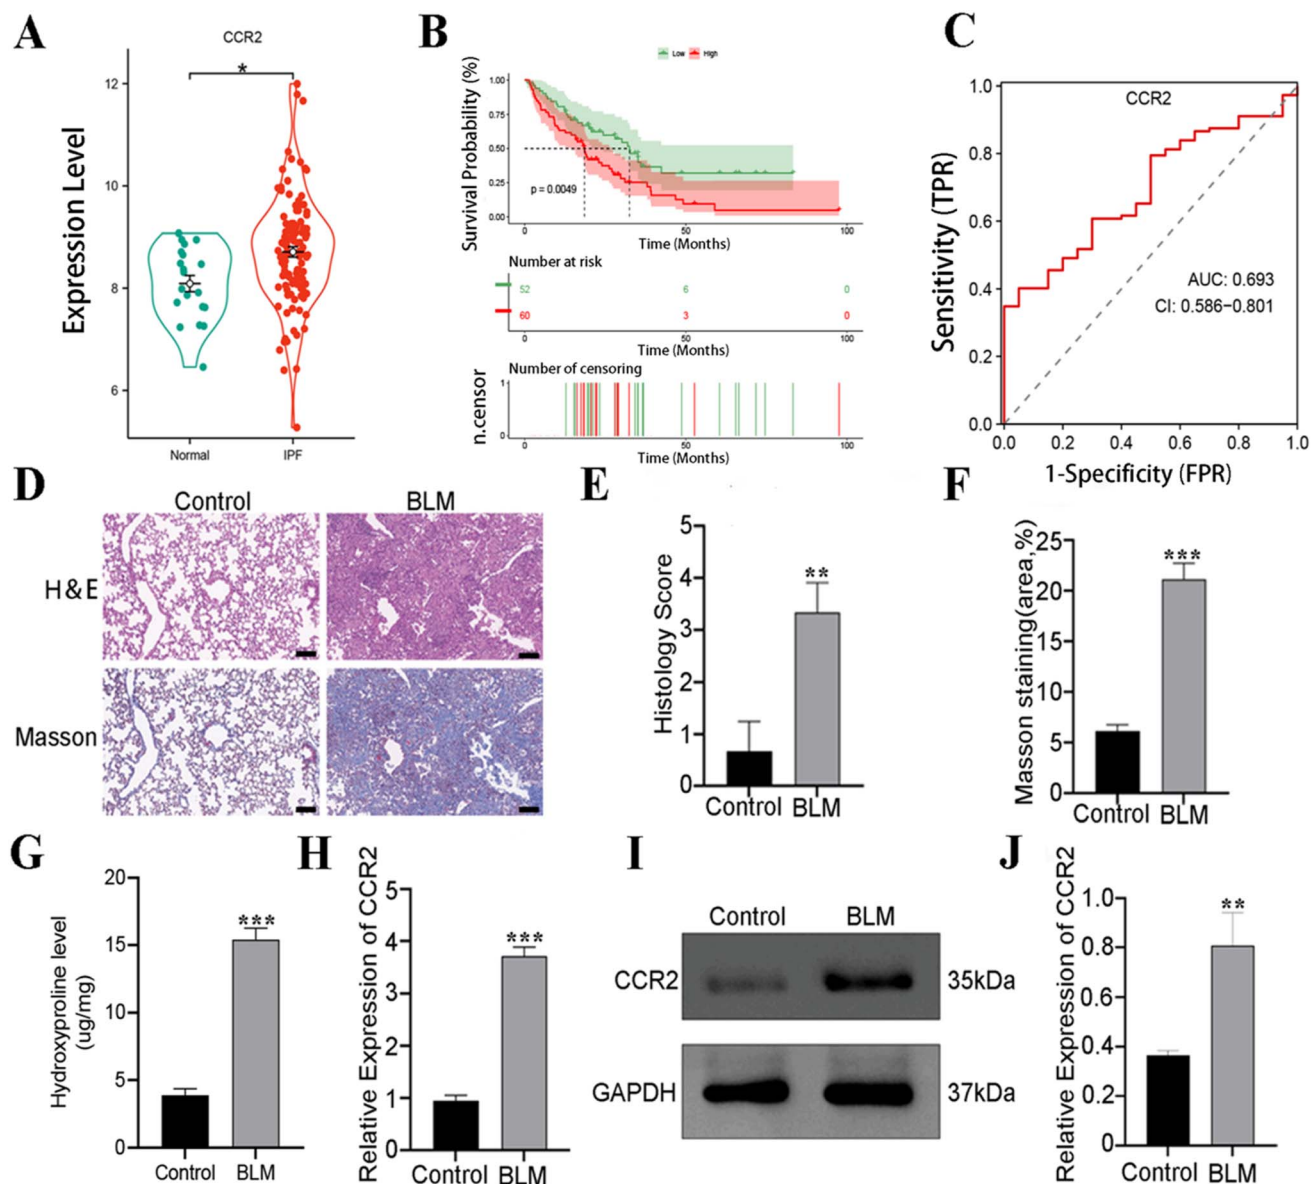 A
CCR2
*
Expression Level
12
10
8
6
Normal
IPF
B
Low
High
Survival Probability (%)
1.00
0.75
0.50
0.25
0.00
p = 0.0049
0
50
100
Time (Months)
Number at risk
52
6
0
60
3
0
0
50
100
Time (Months)
Number of censoring
n.censor
1
0
0
50
100
Time (Months)
C
CCR2
Sensitivity (TPR)
1.0
0.8
0.6
0.4
0.2
0.0
AUC: 0.693
CI: 0.586–0.801
0.0
0.2
0.4
0.6
0.8
1.0
1-Specificity (FPR)
D
Control
BLM
H&E
Masson
E
Histology Score
5
4
3
2
1
0
**
Control
BLM
F
Masson staining(area,%)
25
20
15
10
5
0
***
Control
BLM
G
Hydroxyproline level
(ug/mg)
20
15
10
5
0
***
Control
BLM
H
Relative Expression of CCR2
5
4
3
2
1
0
***
Control
BLM
I
Control
BLM
CCR2
35kDa
GAPDH
37kDa
J
Relative Expression of CCR2
1.0
0.8
0.6
0.4
0.2
0
**
Control
BLM